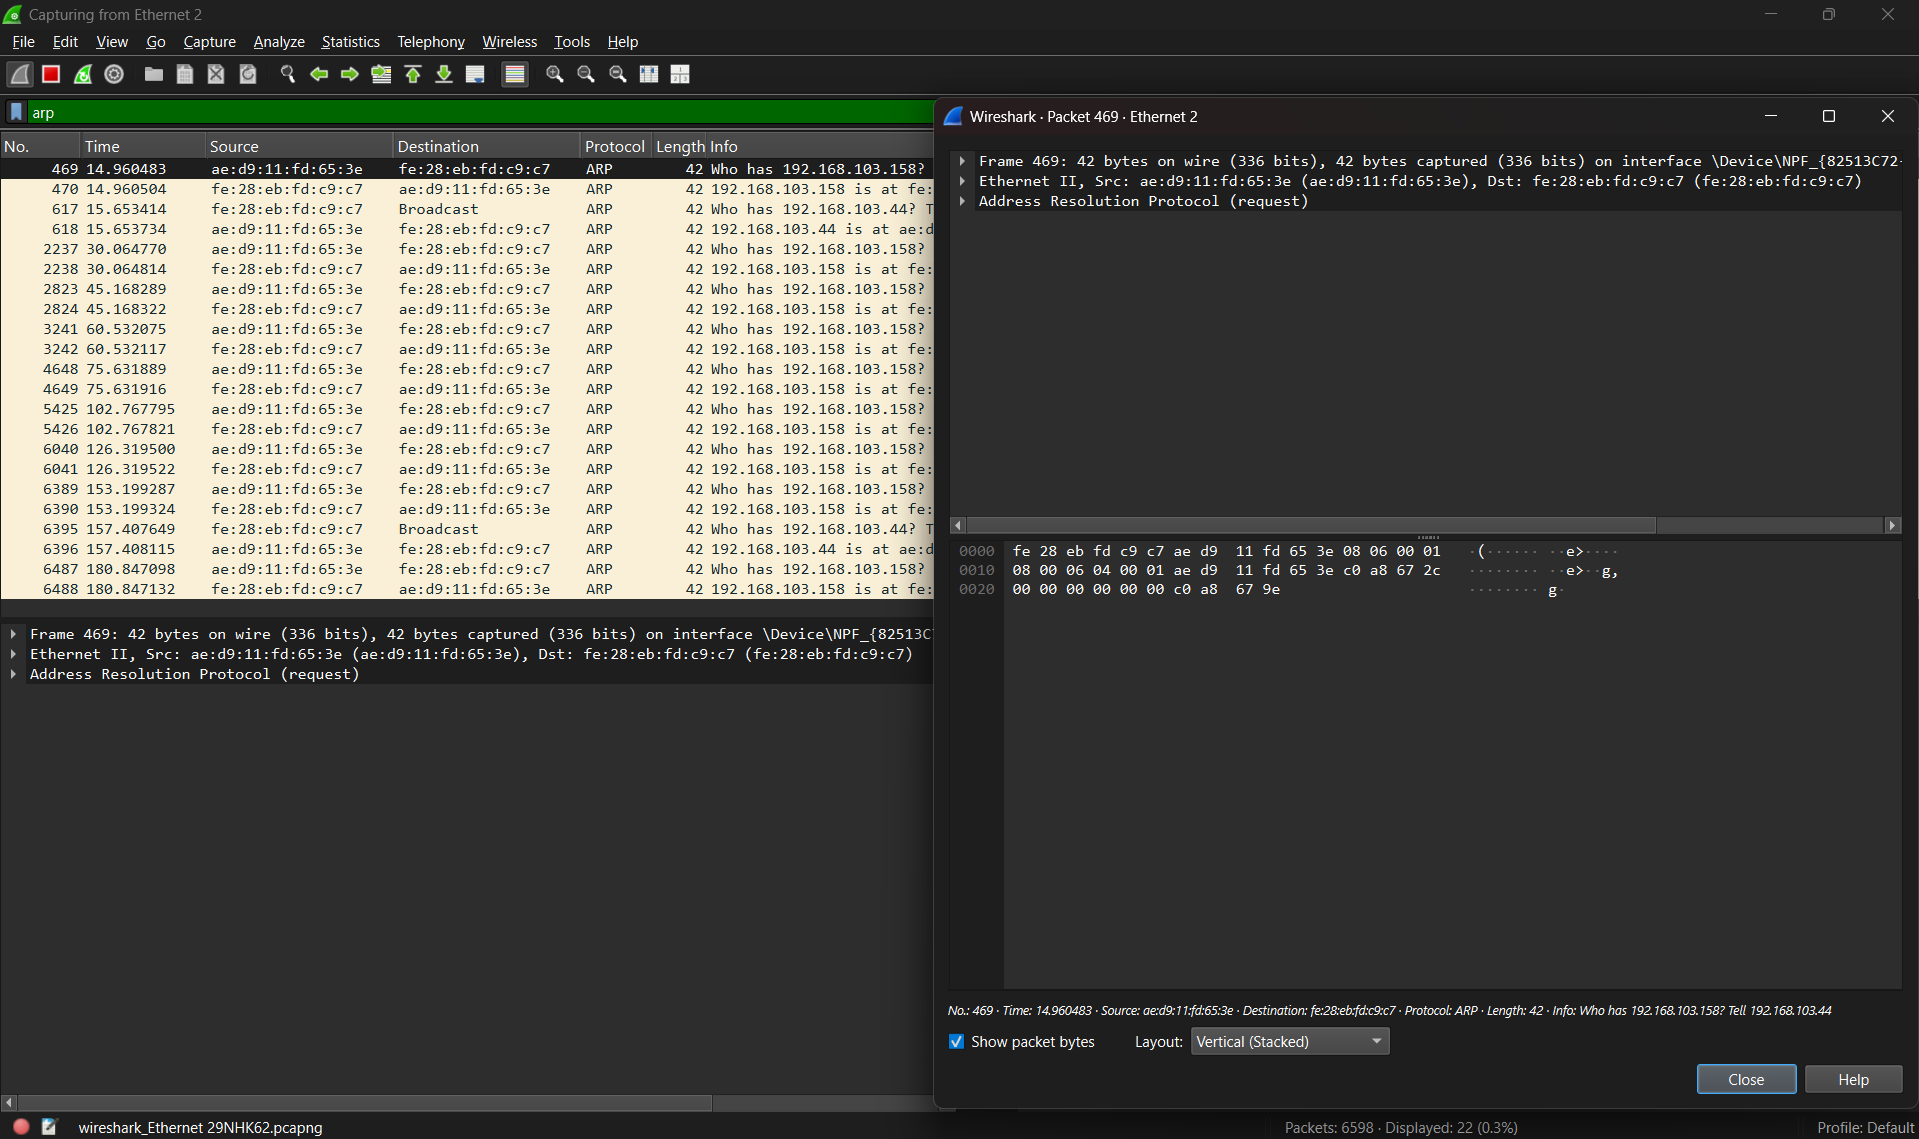 Capturing from Ethernet 2
File Edit View Go Capture Analyze Statistics Telephony Wireless Tools Help
arp
No. Time Source Destination Protocol Length Info
469 14.960483 ae:d9:11:fd:65:3e fe:28:eb:fd:c9:c7 ARP 42 Who has 192.168.103.158?
470 14.960504 fe:28:eb:fd:c9:c7 ae:d9:11:fd:65:3e ARP 42 192.168.103.158 is at fe:
617 15.653414 fe:28:eb:fd:c9:c7 Broadcast ARP 42 Who has 192.168.103.44? T
618 15.653734 ae:d9:11:fd:65:3e fe:28:eb:fd:c9:c7 ARP 42 192.168.103.44 is at ae:d
2237 30.064770 ae:d9:11:fd:65:3e fe:28:eb:fd:c9:c7 ARP 42 Who has 192.168.103.158?
2238 30.064814 fe:28:eb:fd:c9:c7 ae:d9:11:fd:65:3e ARP 42 192.168.103.158 is at fe:
2823 45.168289 ae:d9:11:fd:65:3e fe:28:eb:fd:c9:c7 ARP 42 Who has 192.168.103.158?
2824 45.168322 fe:28:eb:fd:c9:c7 ae:d9:11:fd:65:3e ARP 42 192.168.103.158 is at fe:
3241 60.532075 ae:d9:11:fd:65:3e fe:28:eb:fd:c9:c7 ARP 42 Who has 192.168.103.158?
3242 60.532117 fe:28:eb:fd:c9:c7 ae:d9:11:fd:65:3e ARP 42 192.168.103.158 is at fe:
4648 75.631889 ae:d9:11:fd:65:3e fe:28:eb:fd:c9:c7 ARP 42 Who has 192.168.103.158?
4649 75.631916 fe:28:eb:fd:c9:c7 ae:d9:11:fd:65:3e ARP 42 192.168.103.158 is at fe:
5425 102.767795 ae:d9:11:fd:65:3e fe:28:eb:fd:c9:c7 ARP 42 Who has 192.168.103.158?
5426 102.767821 fe:28:eb:fd:c9:c7 ae:d9:11:fd:65:3e ARP 42 192.168.103.158 is at fe:
6040 126.319500 ae:d9:11:fd:65:3e fe:28:eb:fd:c9:c7 ARP 42 Who has 192.168.103.158?
6041 126.319522 fe:28:eb:fd:c9:c7 ae:d9:11:fd:65:3e ARP 42 192.168.103.158 is at fe:
6389 153.199287 ae:d9:11:fd:65:3e fe:28:eb:fd:c9:c7 ARP 42 Who has 192.168.103.158?
6390 153.199324 fe:28:eb:fd:c9:c7 ae:d9:11:fd:65:3e ARP 42 192.168.103.158 is at fe:
6395 157.407649 fe:28:eb:fd:c9:c7 Broadcast ARP 42 Who has 192.168.103.44? T
6396 157.408115 ae:d9:11:fd:65:3e fe:28:eb:fd:c9:c7 ARP 42 192.168.103.44 is at ae:d
6487 180.847098 ae:d9:11:fd:65:3e fe:28:eb:fd:c9:c7 ARP 42 Who has 192.168.103.158?
6488 180.847132 fe:28:eb:fd:c9:c7 ae:d9:11:fd:65:3e ARP 42 192.168.103.158 is at fe:
Frame 469: 42 bytes on wire (336 bits), 42 bytes captured (336 bits) on interface \Device\NPF_{82513C
Ethernet II, Src: ae:d9:11:fd:65:3e (ae:d9:11:fd:65:3e), Dst: fe:28:eb:fd:c9:c7 (fe:28:eb:fd:c9:c7)
Address Resolution Protocol (request)
Wireshark · Packet 469 · Ethernet 2
Frame 469: 42 bytes on wire (336 bits), 42 bytes captured (336 bits) on interface \Device\NPF_{82513C72-
Ethernet II, Src: ae:d9:11:fd:65:3e (ae:d9:11:fd:65:3e), Dst: fe:28:eb:fd:c9:c7 (fe:28:eb:fd:c9:c7)
Address Resolution Protocol (request)
0000 fe 28 eb fd c9 c7 ae d9 11 fd 65 3e 08 06 00 01 ·(······ ··e>····
0010 08 00 06 04 00 01 ae d9 11 fd 65 3e c0 a8 67 2c ········ ··e>··g,
0020 00 00 00 00 00 00 c0 a8 67 9e ········ g·
No.: 469 · Time: 14.960483 · Source: ae:d9:11:fd:65:3e · Destination: fe:28:eb:fd:c9:c7 · Protocol: ARP · Length: 42 · Info: Who has 192.168.103.158? Tell 192.168.103.44
Show packet bytes Layout: Vertical (Stacked)
Close Help
wireshark_Ethernet 29NHK62.pcapng Packets: 6598 · Displayed: 22 (0.3%) Profile: Default